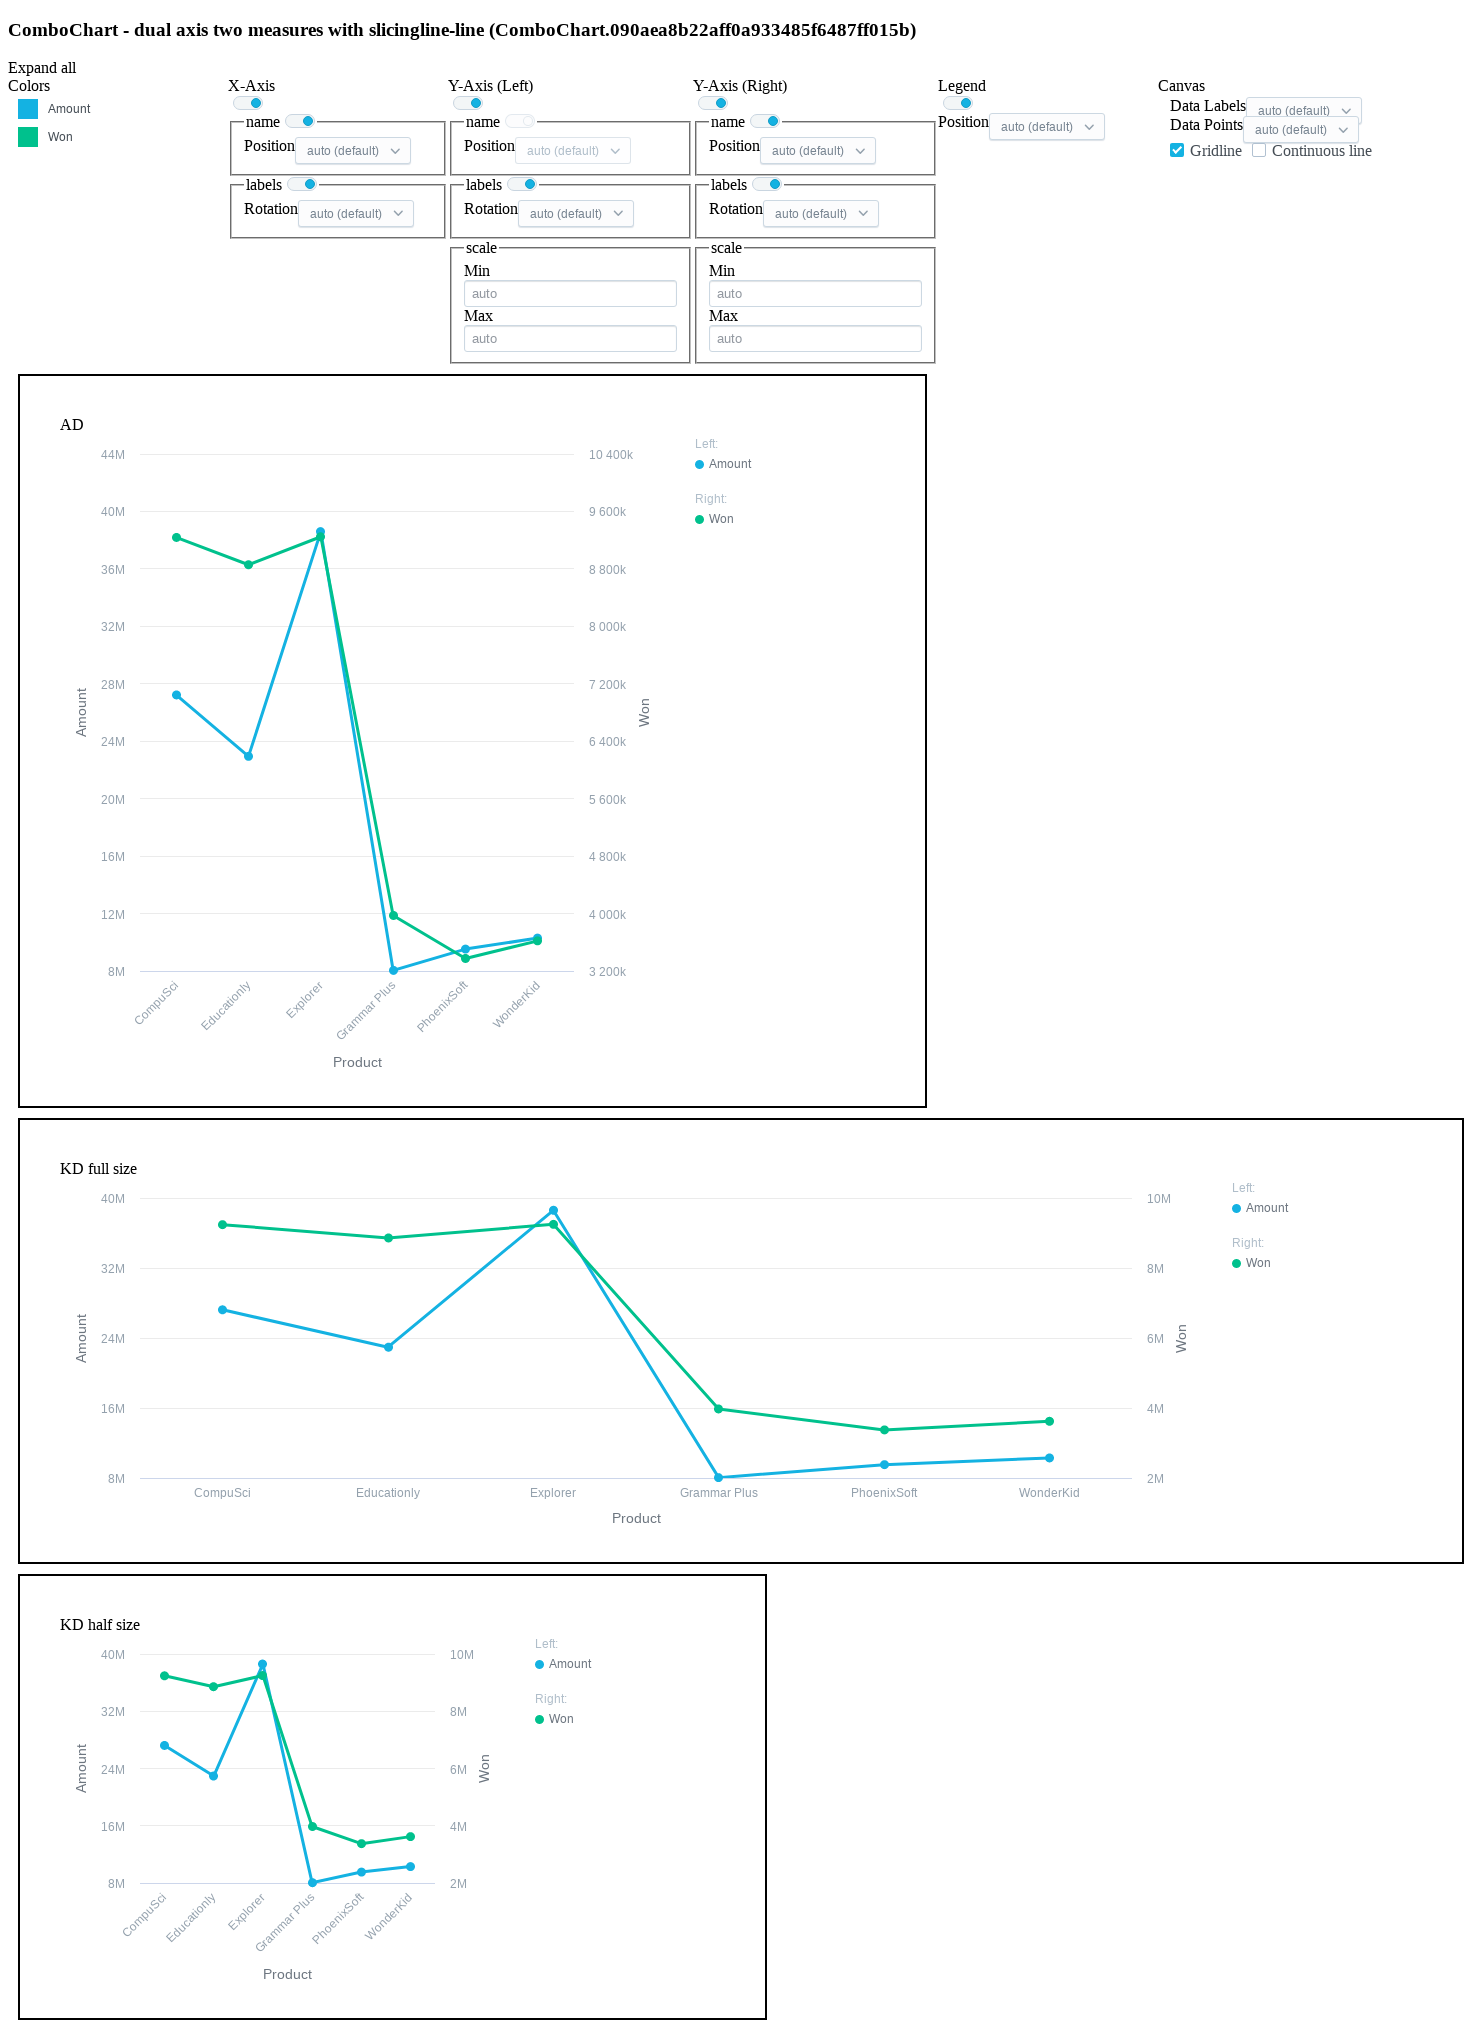 ComboChart - dual axis two measures with slicingline-line (ComboChart.090aea8b22aff0a933485f6487ff015b)
Expand all
Colors
Amount
Won
X-Axis
name
Position auto (default)
labels
Rotation auto (default)
Y-Axis (Left)
name
Position auto (default)
labels
Rotation auto (default)
scale
Min
auto
Max
auto
Y-Axis (Right)
name
Position auto (default)
labels
Rotation auto (default)
scale
Min
auto
Max
auto
Legend
Position auto (default)
Canvas
Data Labels auto (default)
Data Points auto (default)
Gridline Continuous line
AD
44M
40M
36M
32M
28M
24M
20M
16M
12M
8M
Amount
10 400k
9 600k
8 800k
8 000k
7 200k
6 400k
5 600k
4 800k
4 000k
3 200k
Won
CompuSci
Educationly
Explorer
Grammar Plus
PhoenixSoft
WonderKid
Product
Left:
Amount
Right:
Won
KD full size
40M
32M
24M
16M
8M
Amount
10M
8M
6M
4M
2M
Won
CompuSci
Educationly
Explorer
Grammar Plus
PhoenixSoft
WonderKid
Product
Left:
Amount
Right:
Won
KD half size
40M
32M
24M
16M
8M
Amount
10M
8M
6M
4M
2M
Won
CompuSci
Educationly
Explorer
Grammar Plus
PhoenixSoft
WonderKid
Product
Left:
Amount
Right:
Won